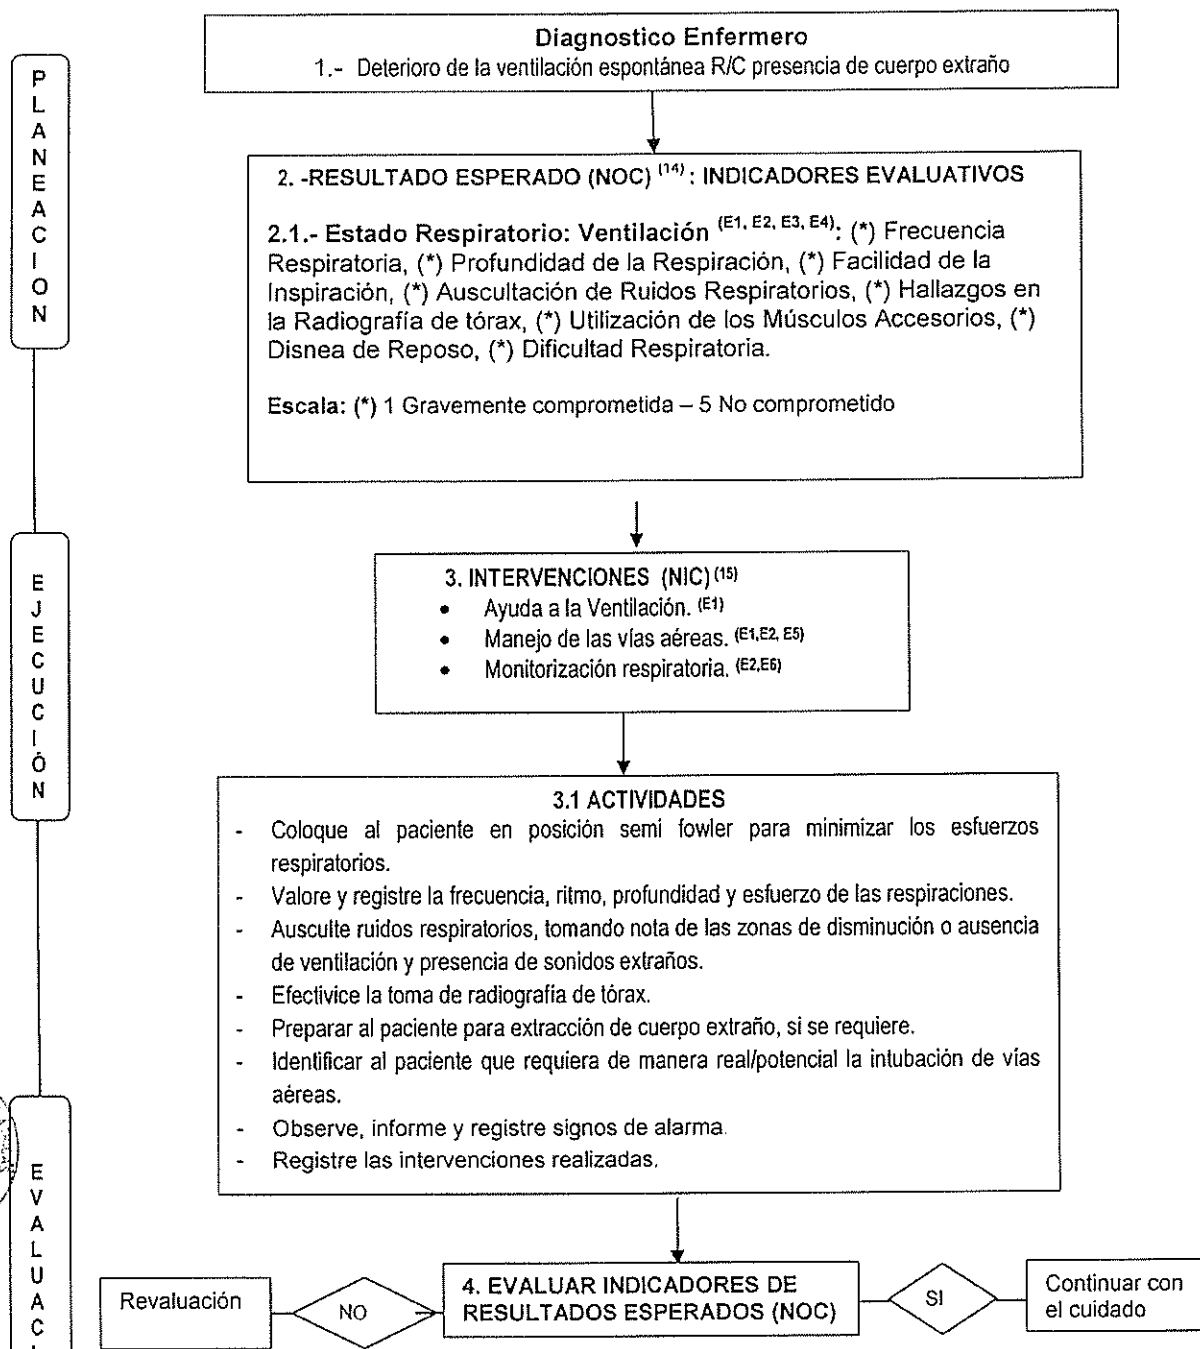 Diagnostico Enfermero
1.- Deterioro de la ventilación espontánea R/C presencia de cuerpo extraño
PLANEACION
2. -RESULTADO ESPERADO (NOC) (14) : INDICADORES EVALUATIVOS
2.1.- Estado Respiratorio: Ventilación (E1, E2, E3, E4): (*) Frecuencia
Respiratoria, (*) Profundidad de la Respiración, (*) Facilidad de la
Inspiración, (*) Auscultación de Ruidos Respiratorios, (*) Hallazgos en
la Radiografía de tórax, (*) Utilización de los Músculos Accesorios, (*)
Disnea de Reposo, (*) Dificultad Respiratoria.
Escala: (*) 1 Gravemente comprometida – 5 No comprometido
EJECUCIÓN
3. INTERVENCIONES (NIC) (15)
• Ayuda a la Ventilación. (E1)
• Manejo de las vías aéreas. (E1,E2, E5)
• Monitorización respiratoria. (E2,E6)
3.1 ACTIVIDADES
- Coloque al paciente en posición semi fowler para minimizar los esfuerzos
respiratorios.
- Valore y registre la frecuencia, ritmo, profundidad y esfuerzo de las respiraciones.
- Ausculte ruidos respiratorios, tomando nota de las zonas de disminución o ausencia
de ventilación y presencia de sonidos extraños.
- Efectivice la toma de radiografía de tórax.
- Preparar al paciente para extracción de cuerpo extraño, si se requiere.
- Identificar al paciente que requiera de manera real/potencial la intubación de vías
aéreas.
- Observe, informe y registre signos de alarma.
- Registre las intervenciones realizadas.
EVALUAC
Revaluación
NO
4. EVALUAR INDICADORES DE
RESULTADOS ESPERADOS (NOC)
SI
Continuar con
el cuidado